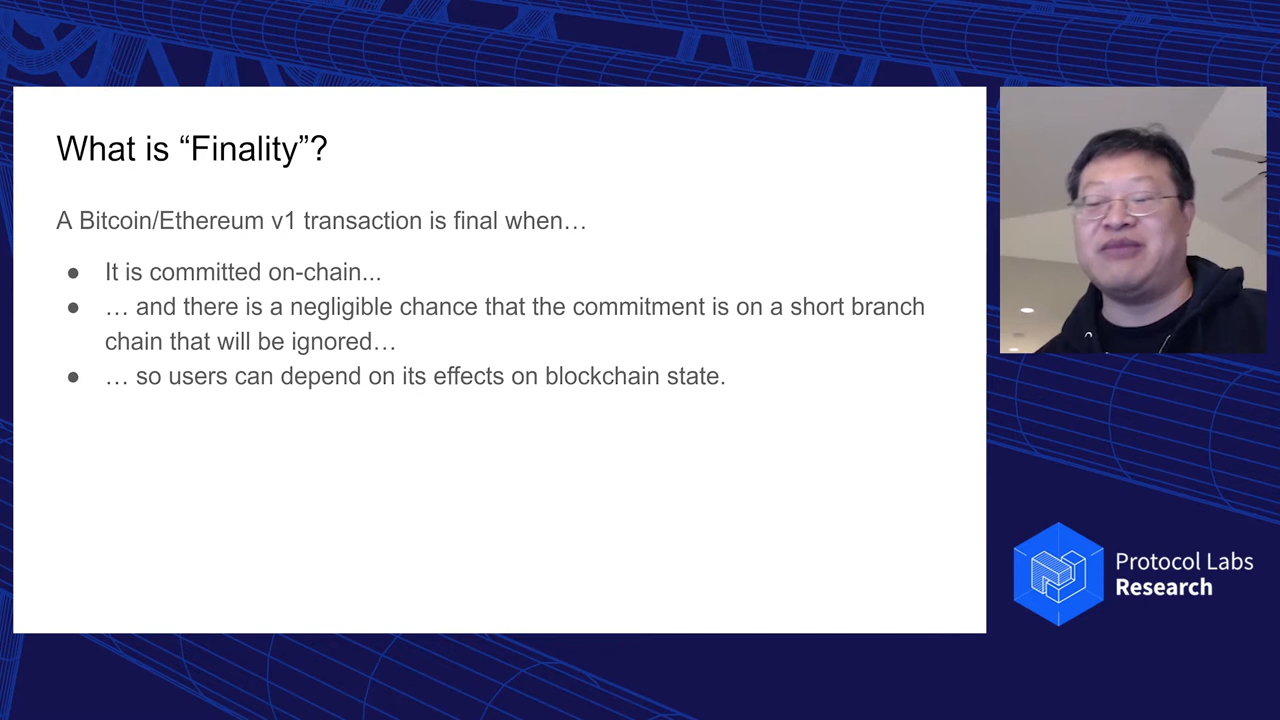 What is “Finality”?
A Bitcoin/Ethereum v1 transaction is final when…
● It is committed on-chain...
● … and there is a negligible chance that the commitment is on a short branch
chain that will be ignored…
● … so users can depend on its effects on blockchain state.
Protocol Labs
Research